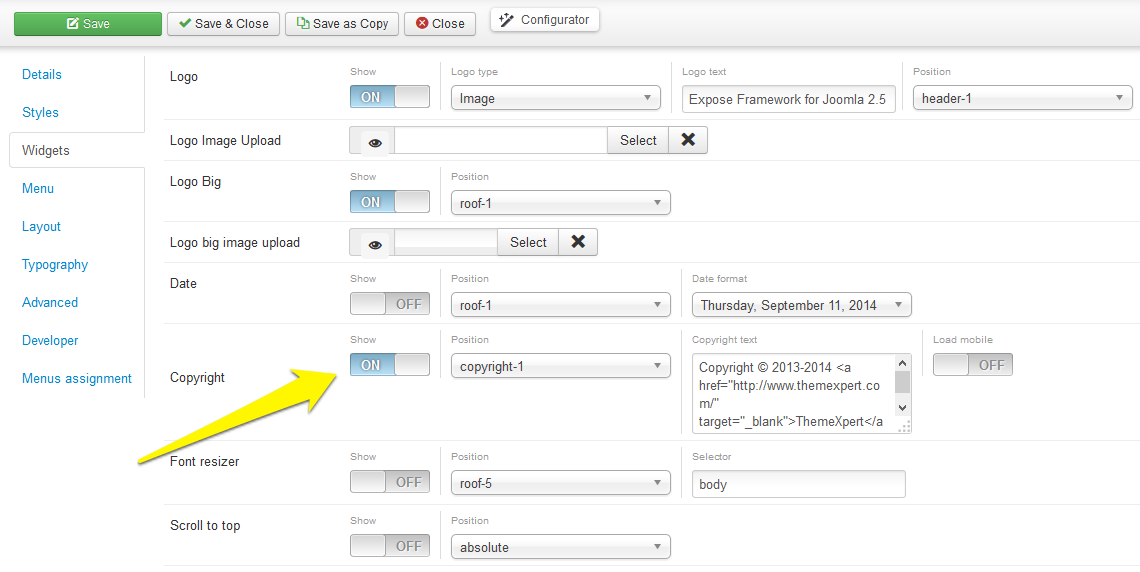 Save
Save & Close
Save as Copy
Close
Configurator
Details
Styles
Widgets
Menu
Layout
Typography
Advanced
Developer
Menus assignment
Logo
Show
ON
Logo type
Image
Logo text
Expose Framework for Joomla 2.5
Position
header-1
Logo Image Upload
Select
Logo Big
Show
ON
Position
roof-1
Logo big image upload
Select
Date
Show
OFF
Position
roof-1
Date format
Thursday, September 11, 2014
Copyright
Show
ON
Position
copyright-1
Copyright text
Copyright © 2013-2014 <a
href="http://www.themexpert.co
m/"
target="_blank">ThemeXpert</a
Load mobile
OFF
Font resizer
Show
OFF
Position
roof-5
Selector
body
Scroll to top
Show
OFF
Position
absolute